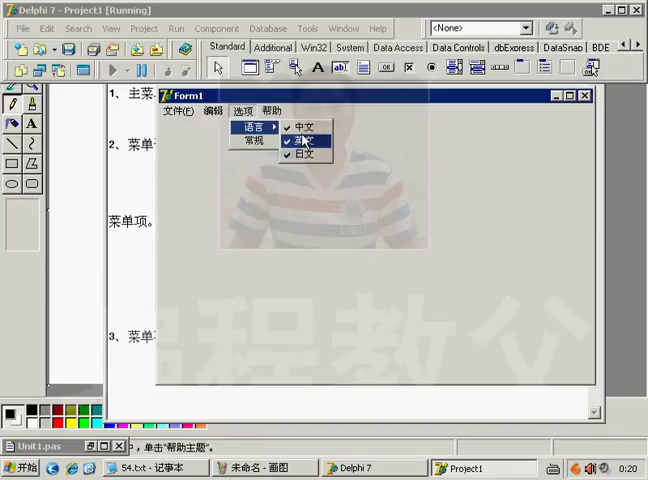 Delphi 7 - Project1 [Running]
File Edit Search View Project Run Component Database Tools Window Help <None>
Standard Additional Win32 System Data Access Data Controls dbExpress DataSnap BDE
1、主菜
Form1
文件(F) 编辑 选项 帮助
语言 中文
常规 英文
日文
2、菜单
菜单项。
编程教父
3、菜单
Unit1.pas
，单击“帮助主题”。
开始 54.txt - 记事本 未命名 - 画图 Delphi 7 Project1 0:20